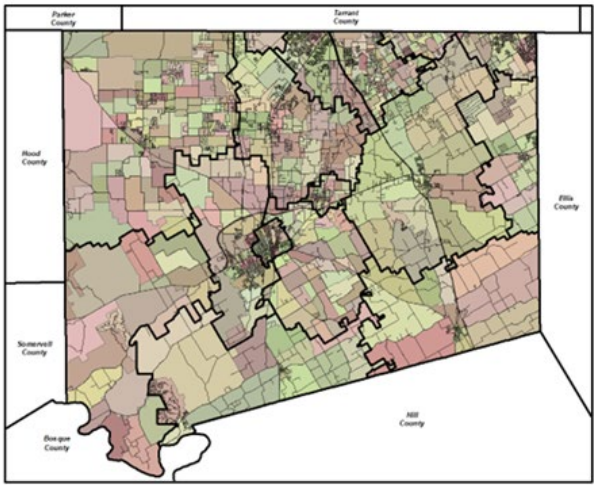 Parker
County
Tarrant
County
Hood
County
Ellis
County
Somervell
County
Hill
County
Bosque
County